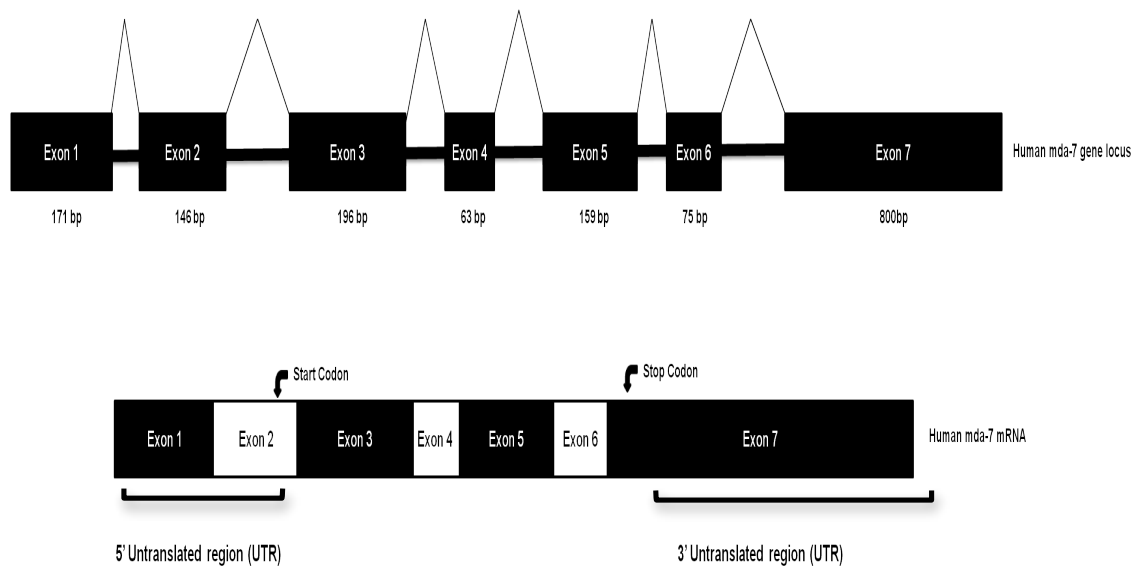 Exon 1
Exon 2
Exon 3
Exon 4
Exon 5
Exon 6
Exon 7
Human mda-7 gene locus
171 bp
146 bp
196 bp
63 bp
159 bp
75 bp
800bp
Start Codon
Stop Codon
Exon 1
Exon 2
Exon 3
Exon 4
Exon 5
Exon 6
Exon 7
Human mda-7 mRNA
5' Untranslated region (UTR)
3' Untranslated region (UTR)